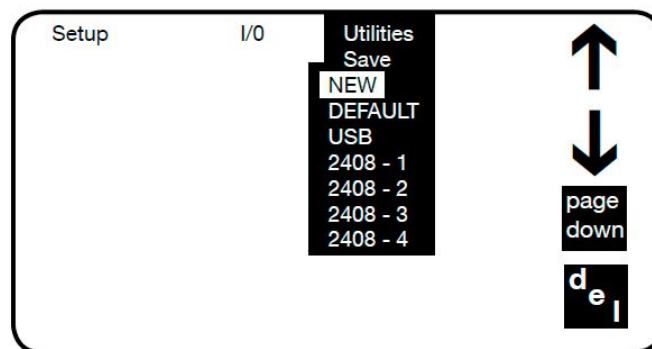 Setup I/0 Utilities
Save
NEW
DEFAULT
USB
2408 - 1
2408 - 2
2408 - 3
2408 - 4
page
down
del